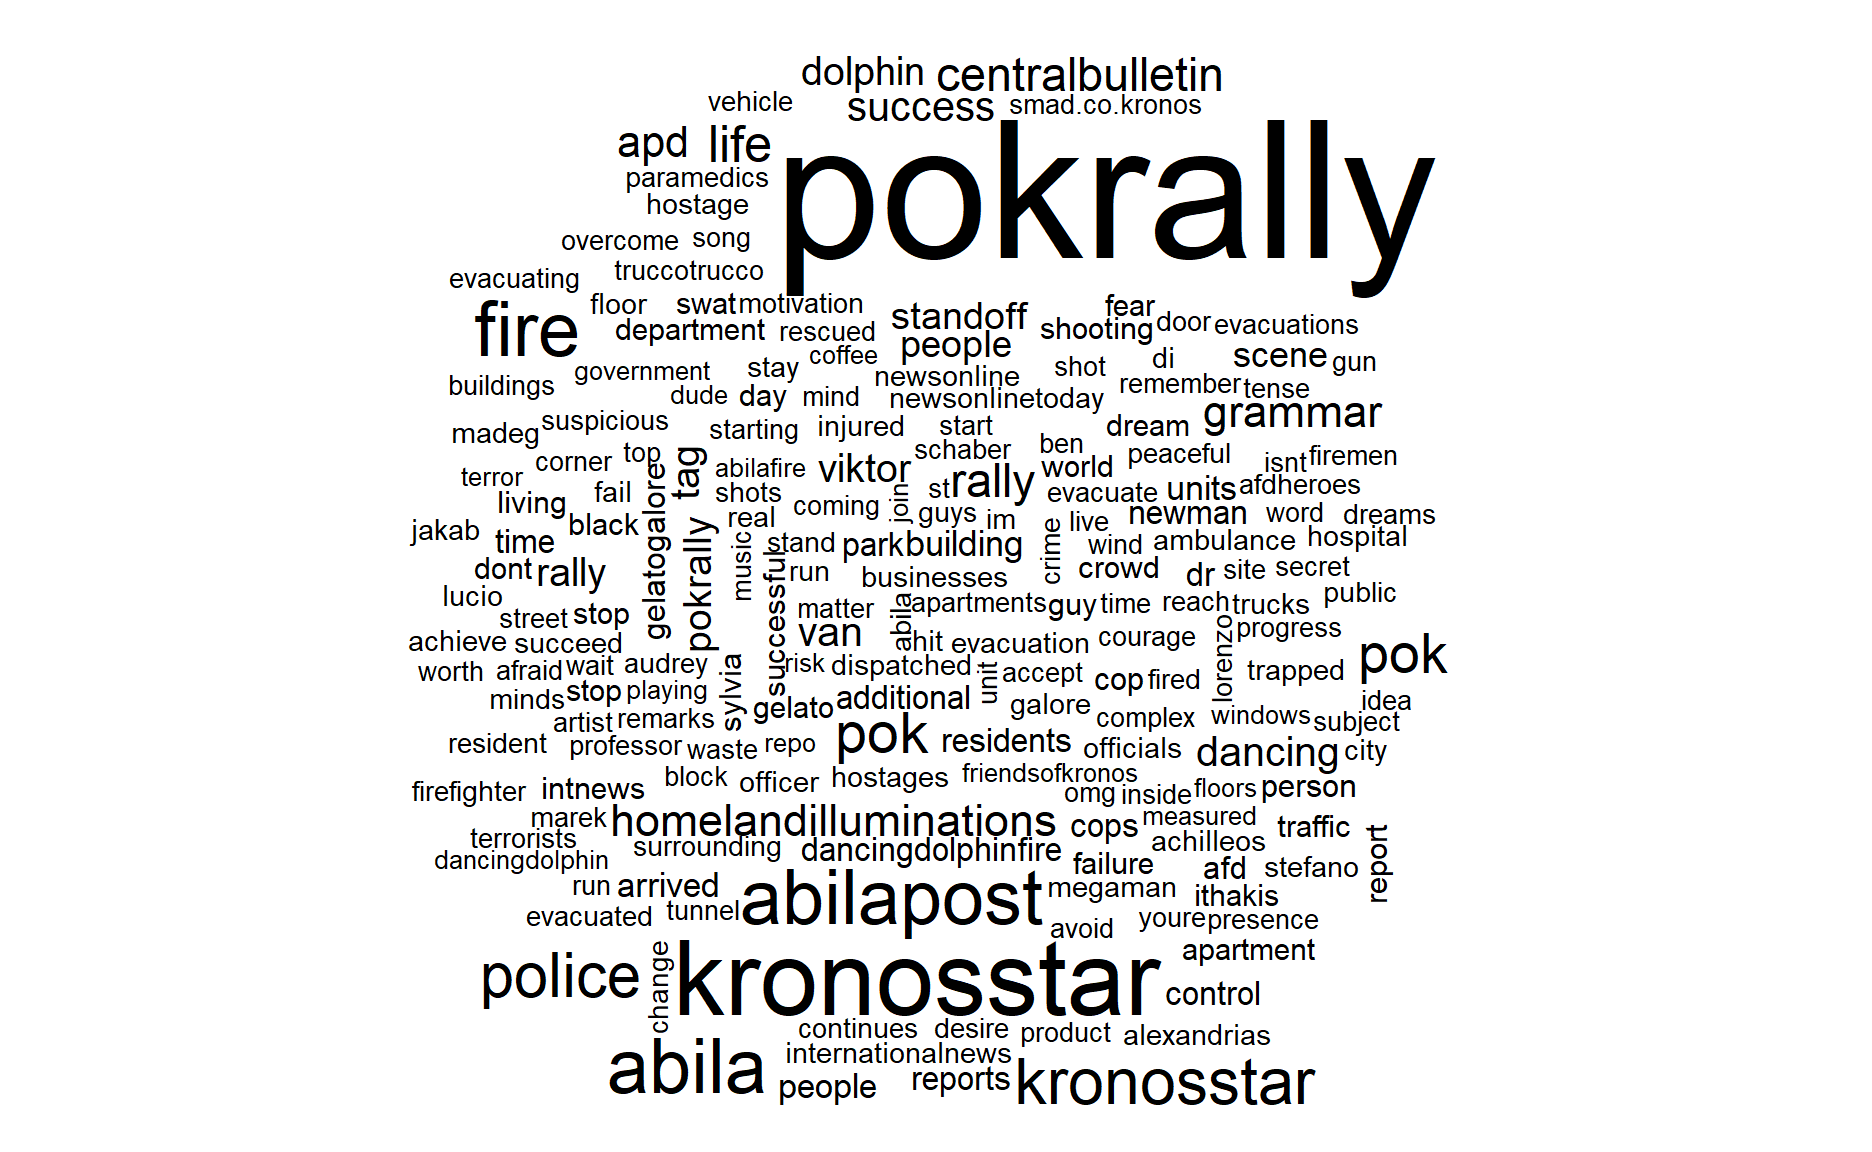 dolphin centralbulletin
vehicle success smad.co.kronos
apd life pokrally
paramedics
hostage
overcome song
evacuating truccotrucco
fire floor swat motivation standoff fear
department rescued people shooting door evacuations
government stay coffee newsonline shot di scene gun
buildings dude day mind newsonlinetoday remember tense
madeg suspicious starting injured start dream grammar
terror corner top tag abilafire viktor schaber ben peaceful
living fail gelatogalore shots coming join st rally world isnt firemen
evacuate units afdheroes
jakab time black pokrally real guys im crime live newman word dreams
dont rally music stand park building wind ambulance hospital
lucio successful run businesses crowd dr site secret
street stop matter abila apartments guy time reach trucks public
achieve succeed van hit evacuation courage lorenzo progress pok
worth afraid wait audrey sylvia risk dispatched unit accept cop fired trapped
minds stop playing gelato additional galore complex windows idea
artist remarks subject
resident professor waste repo pok residents officials dancing city
firefighter intnews block officer hostages friendsofkronos omg inside floors person
marek homelandilluminations cops measured traffic
terrorists surrounding dancingdolphinfire achilleos report
dancingdolphin failure afd stefano
run arrived abilapost megaman ithakis
evacuated tunnel avoid youre presence
police change kronosstar apartment
control
continues desire product alexandrias
abila internationalnews
people reports kronosstar